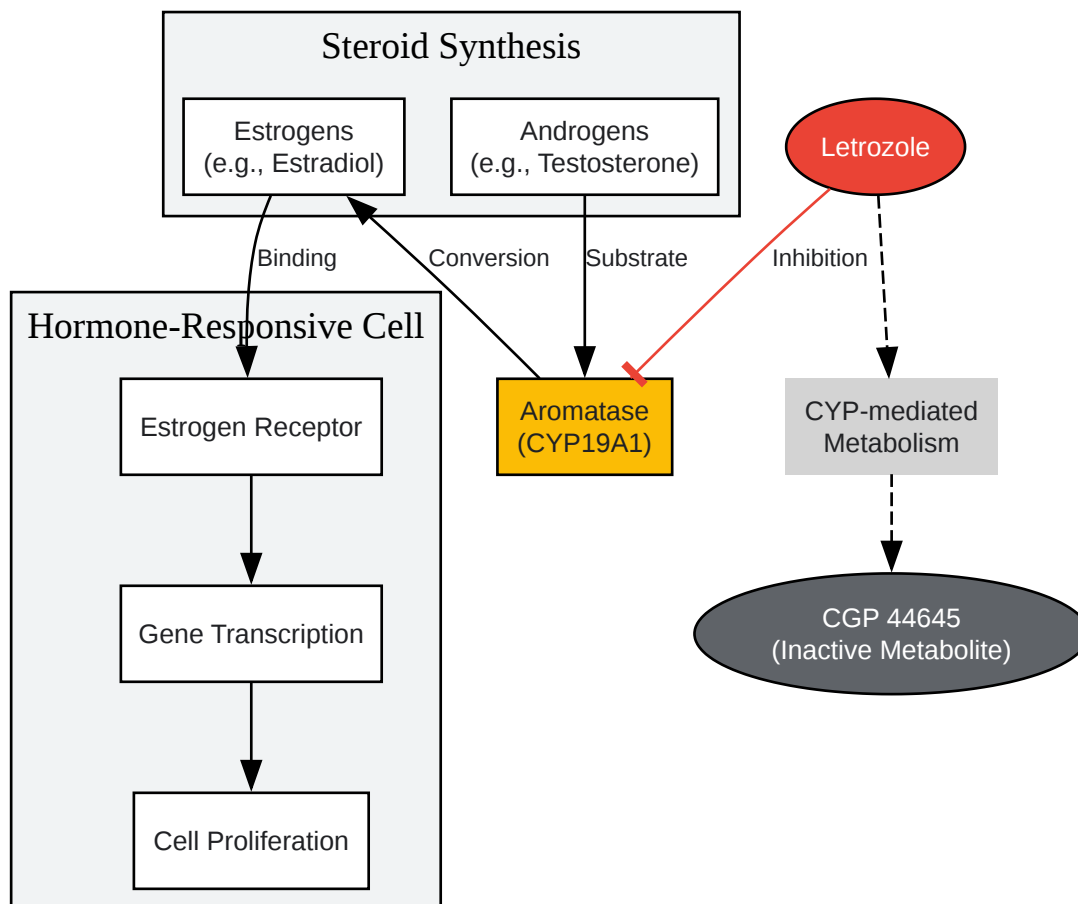 Steroid Synthesis
Estrogens
(e.g., Estradiol)
Androgens
(e.g., Testosterone)
Letrozole
Binding
Conversion
Substrate
Inhibition
Hormone-Responsive Cell
Estrogen Receptor
Aromatase
(CYP19A1)
CYP-mediated
Metabolism
Gene Transcription
CGP 44645
(Inactive Metabolite)
Cell Proliferation